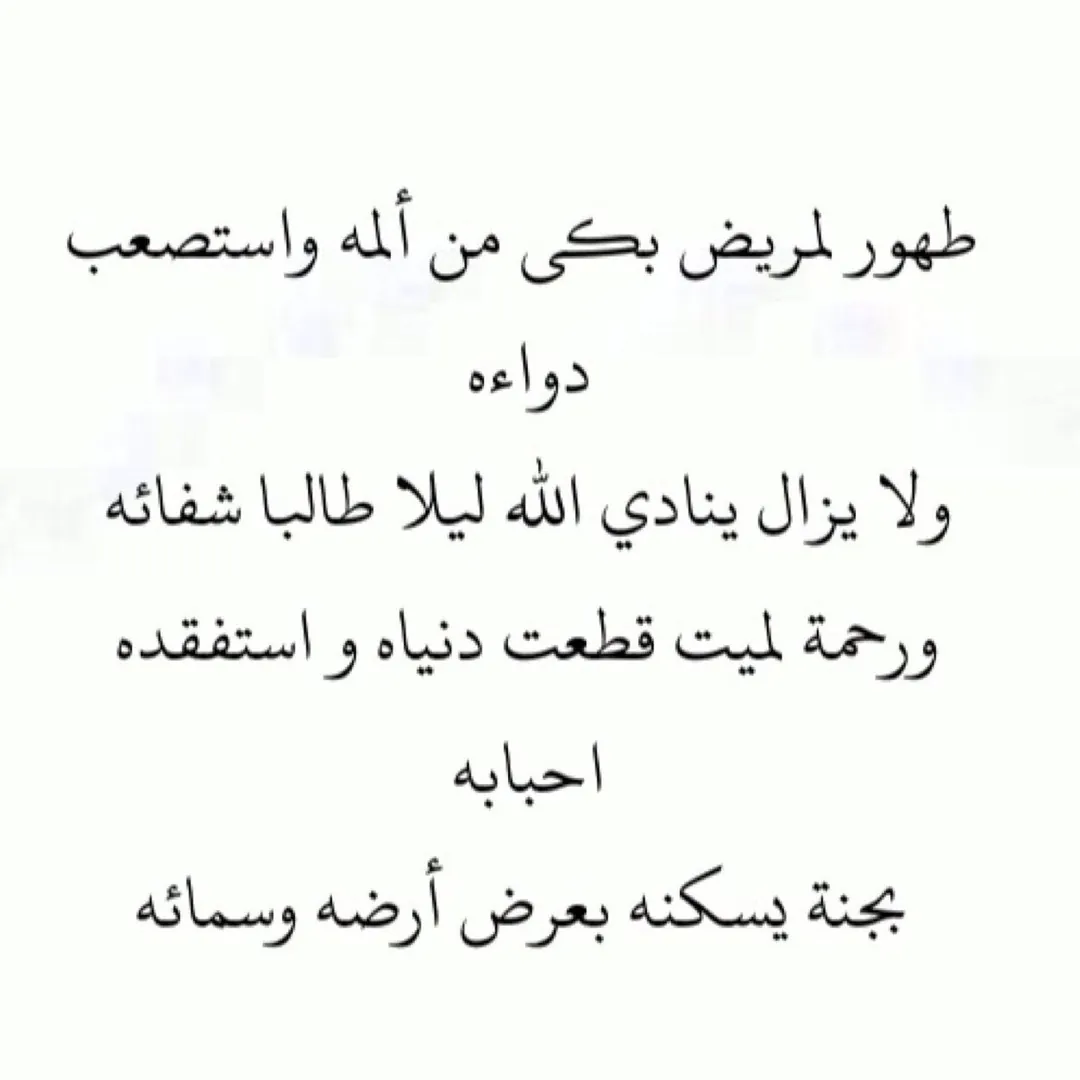 طهور لمريض بكى من ألمه واستصعب
دواءه
ولا يزال ينادي الله ليلا طالبا شفائه
ورحمة لميت قطعت دنياه و استفقده
احبابه
بجنة يسكنه بعرض أرضه وسمائه